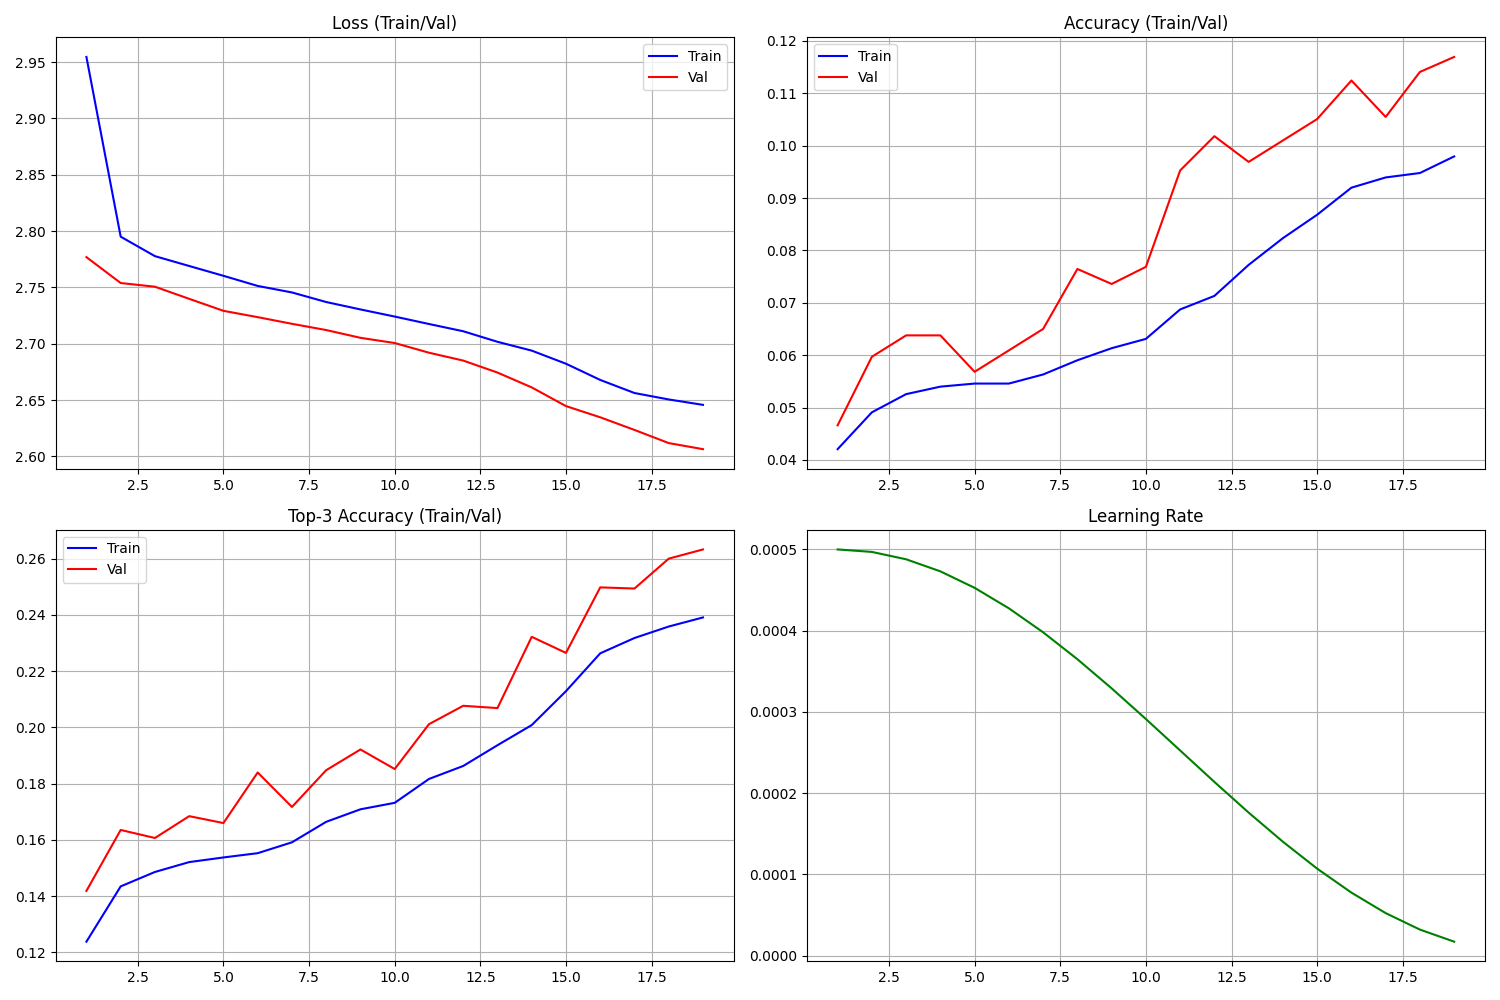 Loss (Train/Val)
Train
Val
2.95
2.90
2.85
2.80
2.75
2.70
2.65
2.60
2.5 5.0 7.5 10.0 12.5 15.0 17.5
Accuracy (Train/Val)
Train
Val
0.12
0.11
0.10
0.09
0.08
0.07
0.06
0.05
0.04
2.5 5.0 7.5 10.0 12.5 15.0 17.5
Top-3 Accuracy (Train/Val)
Train
Val
0.26
0.24
0.22
0.20
0.18
0.16
0.14
0.12
2.5 5.0 7.5 10.0 12.5 15.0 17.5
Learning Rate
0.0005
0.0004
0.0003
0.0002
0.0001
0.0000
2.5 5.0 7.5 10.0 12.5 15.0 17.5